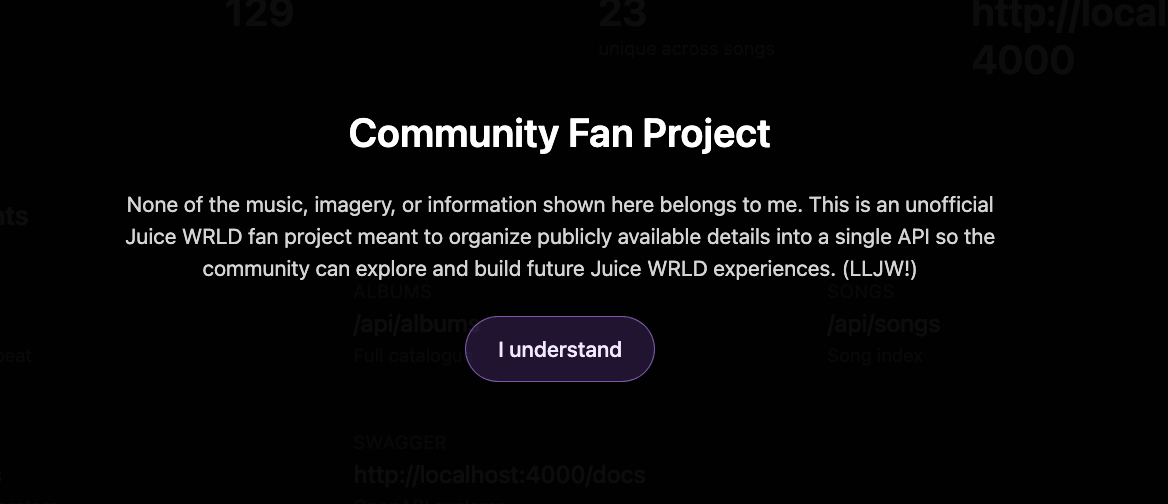 129
23
http://local
unique across songs
4000
Community Fan Project
None of the music, imagery, or information shown here belongs to me. This is an unofficial
Juice WRLD fan project meant to organize publicly available details into a single API so the
community can explore and build future Juice WRLD experiences. (LLJW!)
ALBUMS
SONGS
/api/albums
/api/songs
Full catalogue
Song index
I understand
SWAGGER
http://localhost:4000/docs